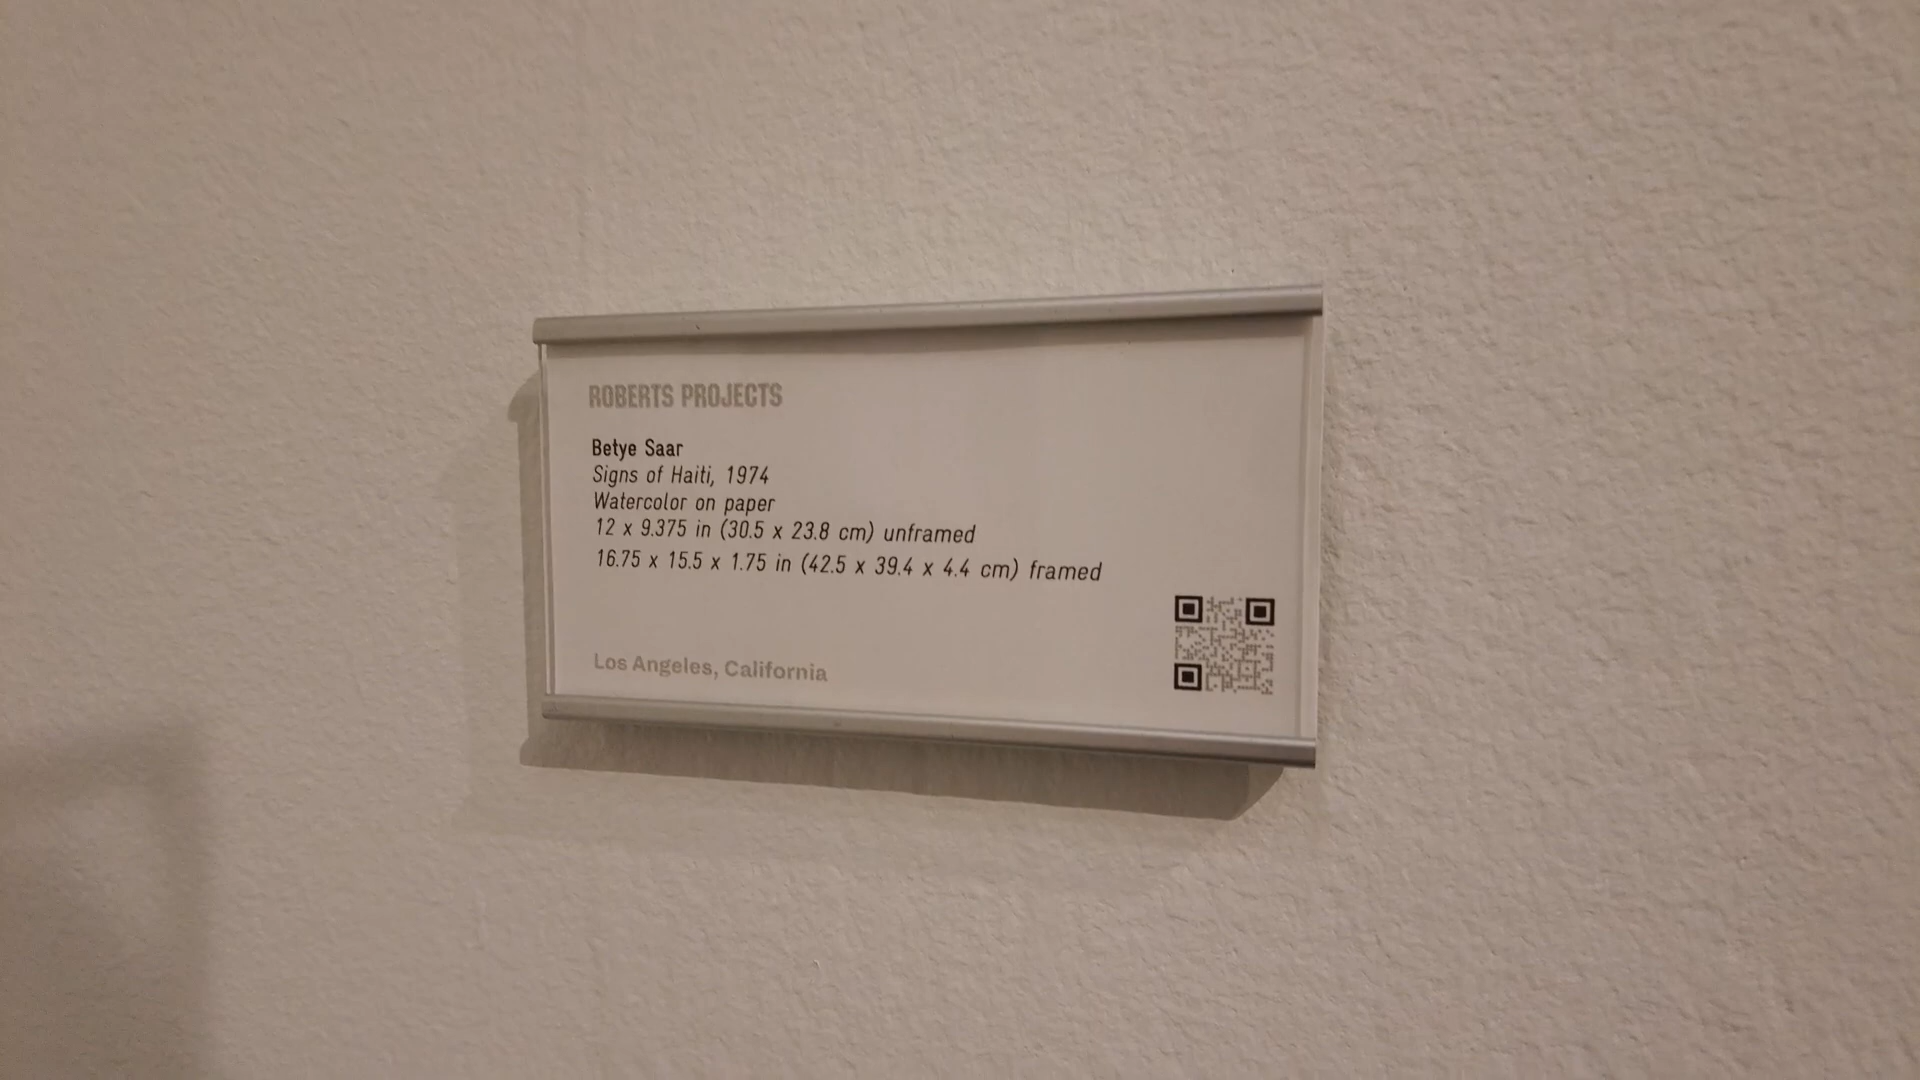 ROBERTS PROJECTS
Betye Saar
Signs of Haiti, 1974
Watercolor on paper
12 x 9.375 in (30.5 x 23.8 cm) unframed
16.75 x 15.5 x 1.75 in (42.5 x 39.4 x 4.4 cm) framed
Los Angeles, California